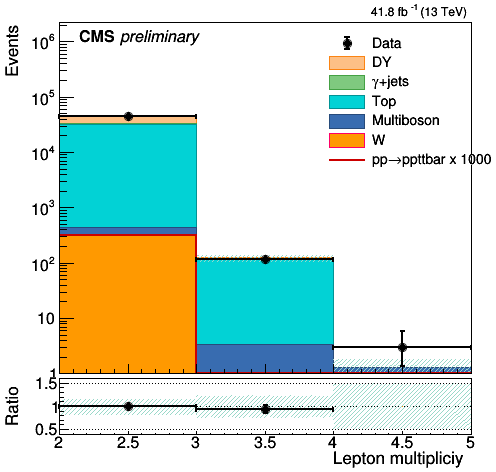 41.8 fb⁻¹ (13 TeV)
CMS preliminary
Events
10⁶
10⁵
10⁴
10³
10²
10
1
Data
DY
γ+jets
Top
Multiboson
W
pp→ppttbar x 1000
Ratio
1.5
1
0.5
2 2.5 3 3.5 4 4.5 5
Lepton multipliciy